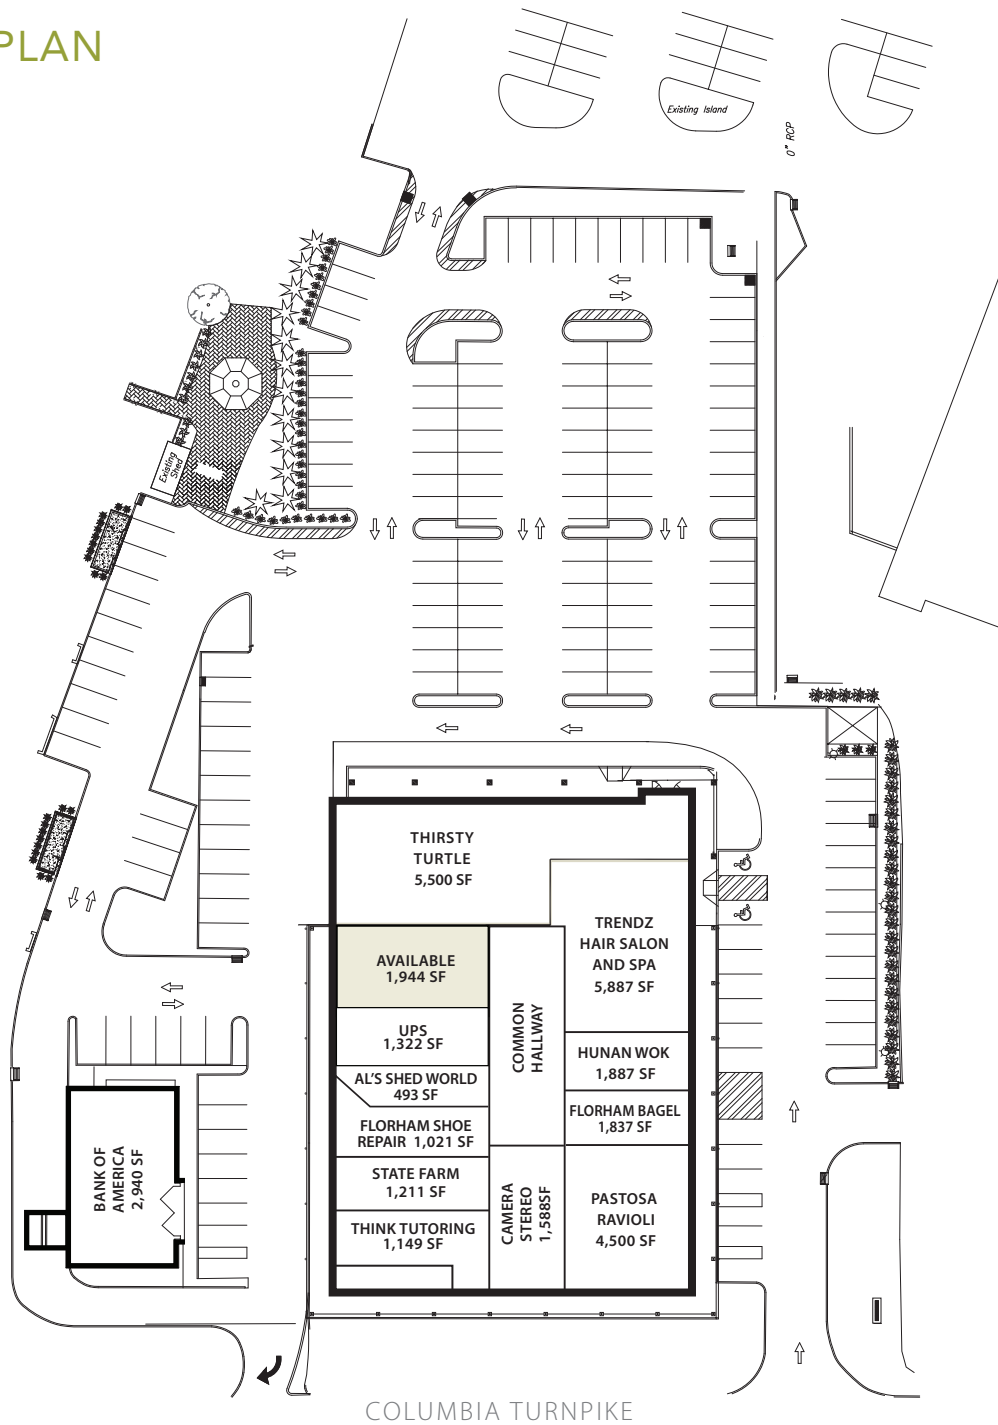 PLAN
Existing Island
0" RCP
Existing
Shed
THIRSTY
TURTLE
5,500 SF
TRENDZ
HAIR SALON
AND SPA
5,887 SF
AVAILABLE
1,944 SF
COMMON
HALLWAY
UPS
1,322 SF
HUNAN WOK
1,887 SF
AL'S SHED WORLD
493 SF
FLORHAM BAGEL
1,837 SF
FLORHAM SHOE
REPAIR 1,021 SF
BANK OF
AMERICA
2,940 SF
STATE FARM
1,211 SF
CAMERA
STEREO
1,588SF
PASTOSA
RAVIOLI
4,500 SF
THINK TUTORING
1,149 SF
COLUMBIA TURNPIKE